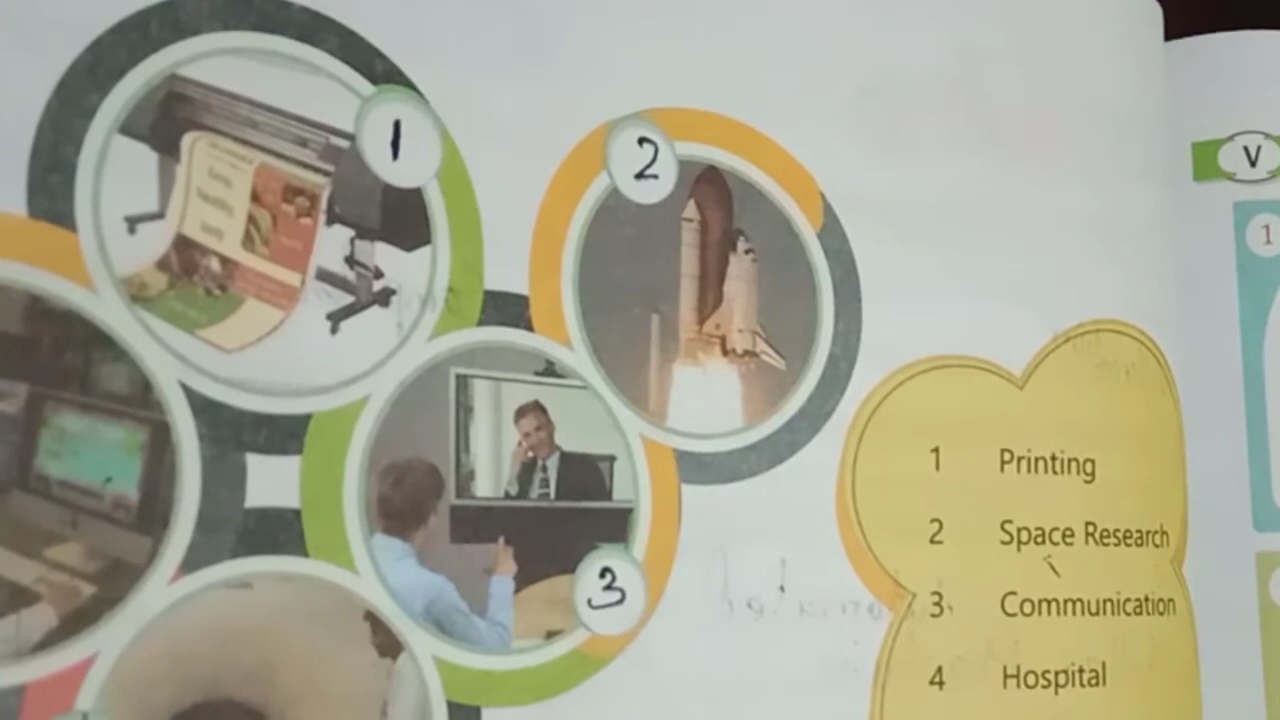 1
2
3
1 Printing
2 Space Research
3 Communication
4 Hospital
V
1